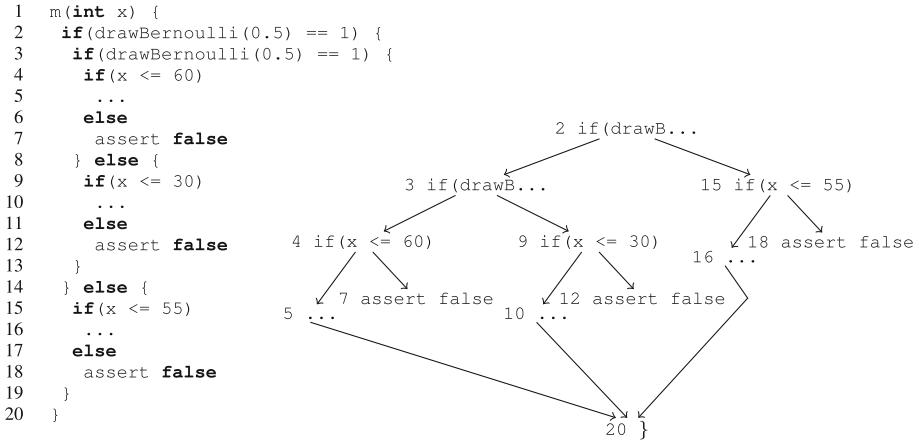 1 m(int x) {
2 if(drawBernoulli(0.5) == 1) {
3 if(drawBernoulli(0.5) == 1) {
4 if(x <= 60)
5 ...
6 else
7 assert false
8 } else {
9 if(x <= 30)
10 ...
11 else
12 assert false
13 }
14 } else {
15 if(x <= 55)
16 ...
17 else
18 assert false
19 }
20 }
2 if(drawB...
3 if(drawB...
15 if(x <= 55)
4 if(x <= 60)
9 if(x <= 30)
18 assert false
16 ...
7 assert false
12 assert false
5 ...
10 ...
20 }